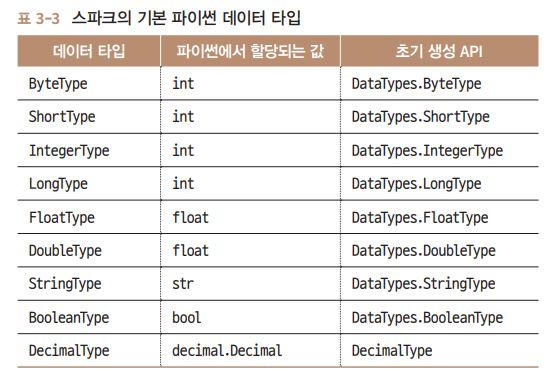 표 3-3 스파크의 기본 파이썬 데이터 타입
데이터 타입 파이썬에서 할당되는 값 초기 생성 API
ByteType int DataTypes.ByteType
ShortType int DataTypes.ShortType
IntegerType int DataTypes.IntegerType
LongType int DataTypes.LongType
FloatType float DataTypes.FloatType
DoubleType float DataTypes.DoubleType
StringType str DataTypes.StringType
BooleanType bool DataTypes.BooleanType
DecimalType decimal.Decimal DecimalType